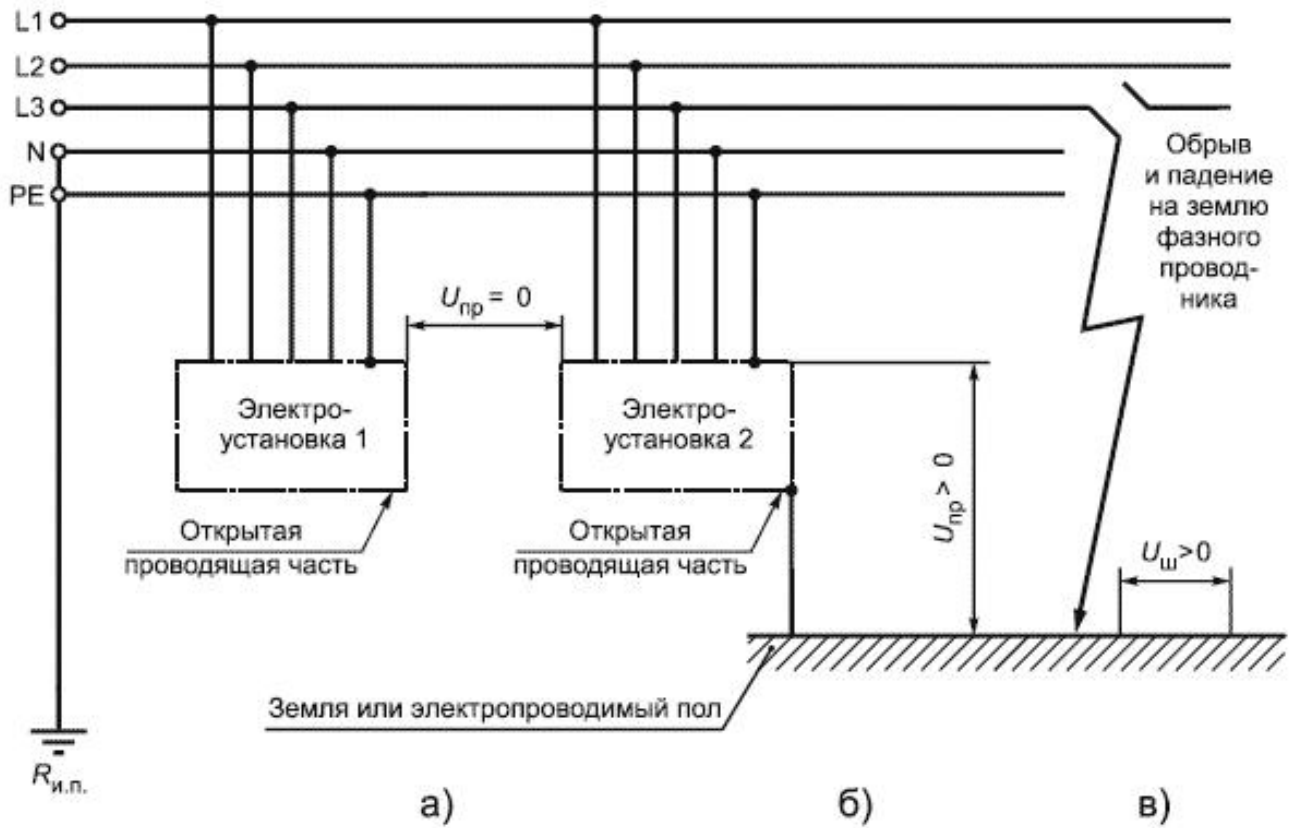 L1
L2
L3
N
PE
Обрыв
и падение
на землю
фазного
провод-
ника
Uпр = 0
Электро-
установка 1
Электро-
установка 2
Uпр > 0
Открытая
проводящая часть
Открытая
проводящая часть
Uш>0
Земля или электропроводимый пол
Rи.п.
а)
б)
в)